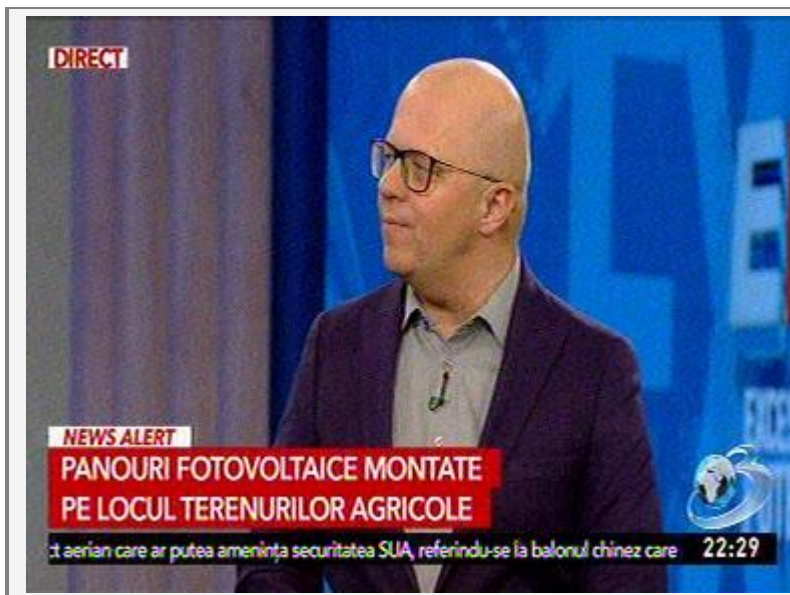 DIRECT
NEWS ALERT
PANOURI FOTOVOLTAICE MONTATE
PE LOCUL TERENURILOR AGRICOLE
ct aerian care ar putea amenința securitatea SUA, referindu-se la balonul chinez care
22:29